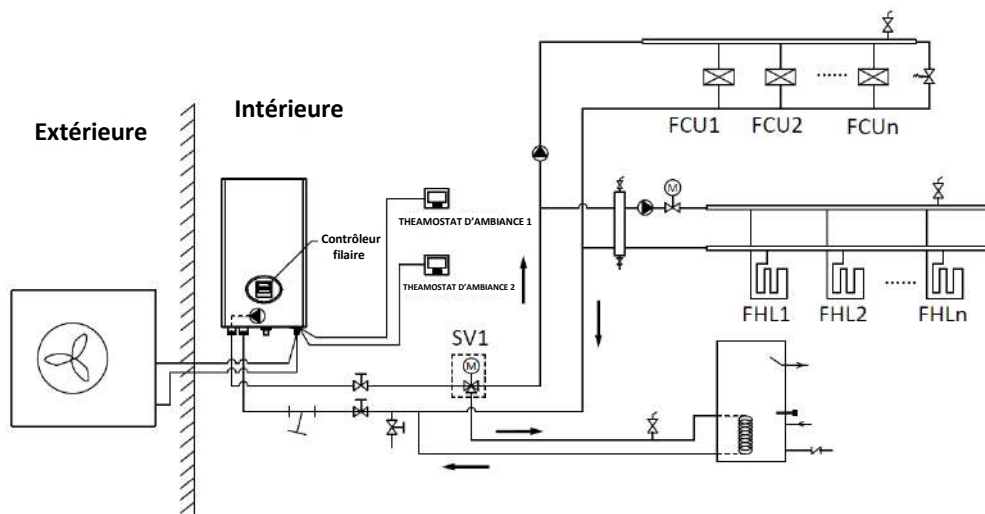 Extérieure
Intérieure
FCU1 FCU2 ...... FCUn
THEAMOSTAT D'AMBIANCE 1
Contrôleur
filaire
THEAMOSTAT D'AMBIANCE 2
M
FHL1 FHL2 ...... FHLn
SV1
M